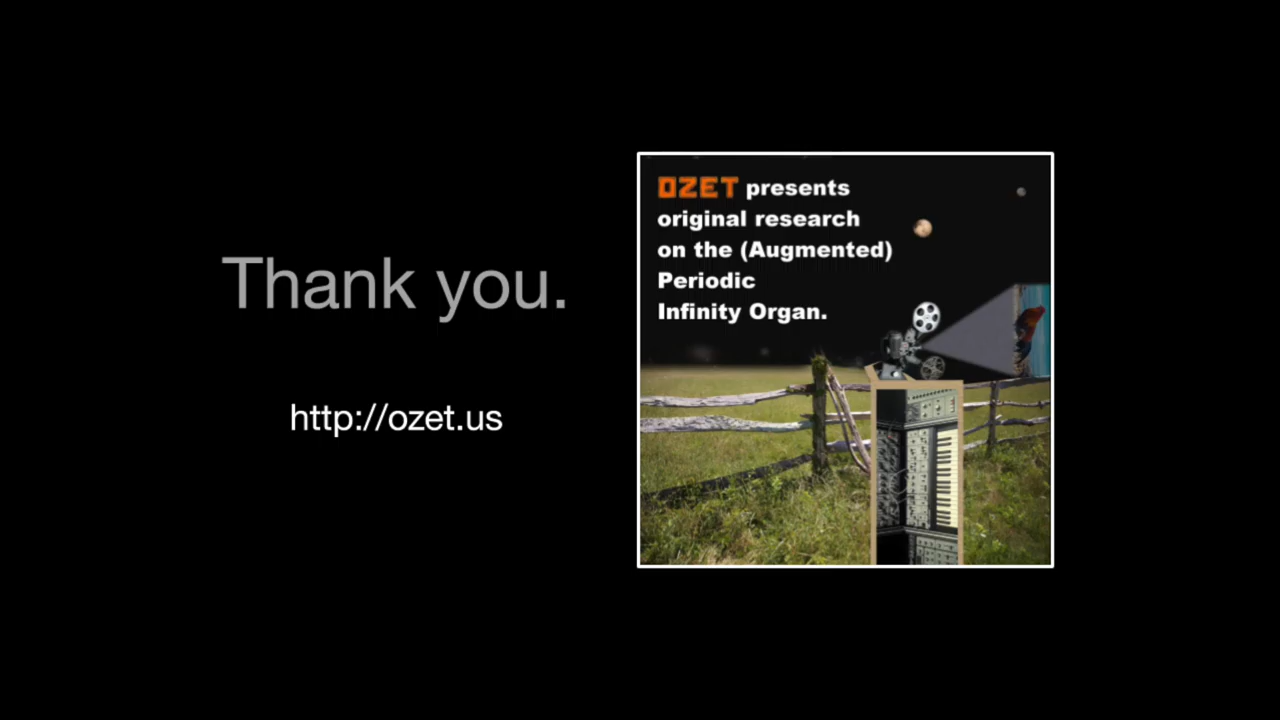 Thank you.
http://ozet.us
OZET presents
original research
on the (Augmented)
Periodic
Infinity Organ.